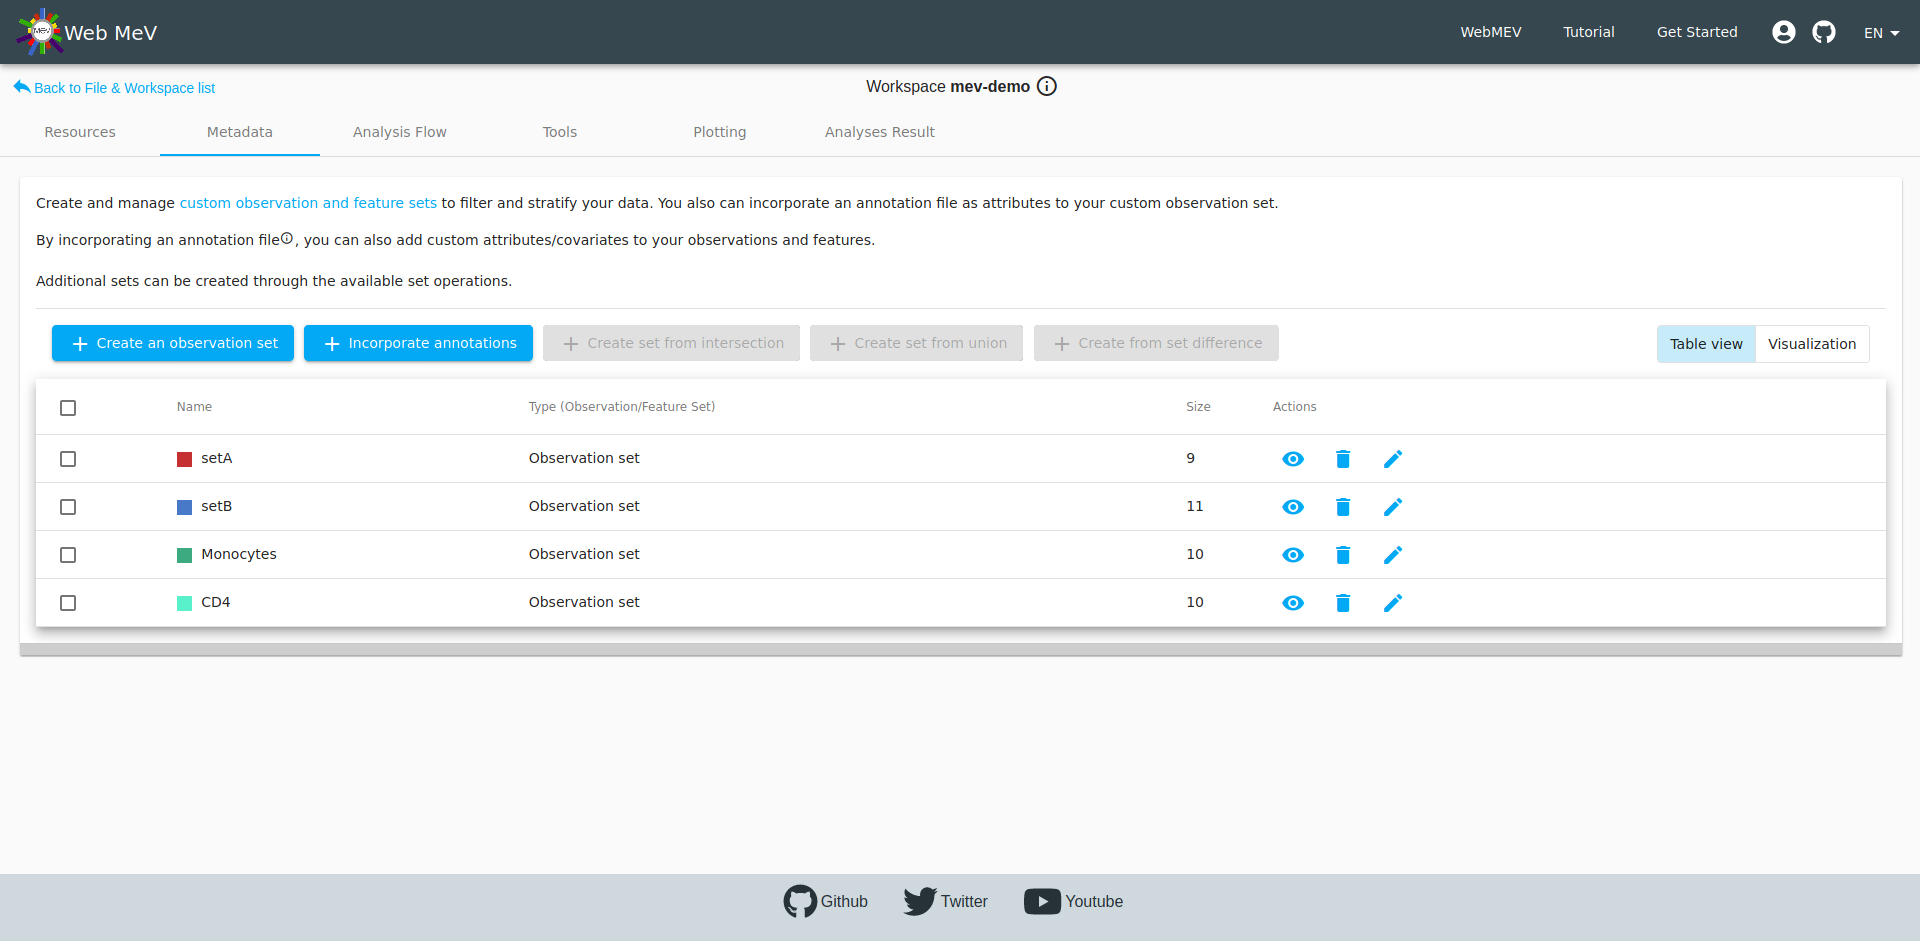 MEV Web MeV WebMEV Tutorial Get Started EN
Back to File & Workspace list Workspace mev-demo
Resources Metadata Analysis Flow Tools Plotting Analyses Result
Create and manage custom observation and feature sets to filter and stratify your data. You also can incorporate an annotation file as attributes to your custom observation set.
By incorporating an annotation file, you can also add custom attributes/covariates to your observations and features.
Additional sets can be created through the available set operations.
Create an observation set Incorporate annotations Create set from intersection Create set from union Create from set difference Table view Visualization
Name Type (Observation/Feature Set) Size Actions
setA Observation set 9
setB Observation set 11
Monocytes Observation set 10
CD4 Observation set 10
Github Twitter Youtube